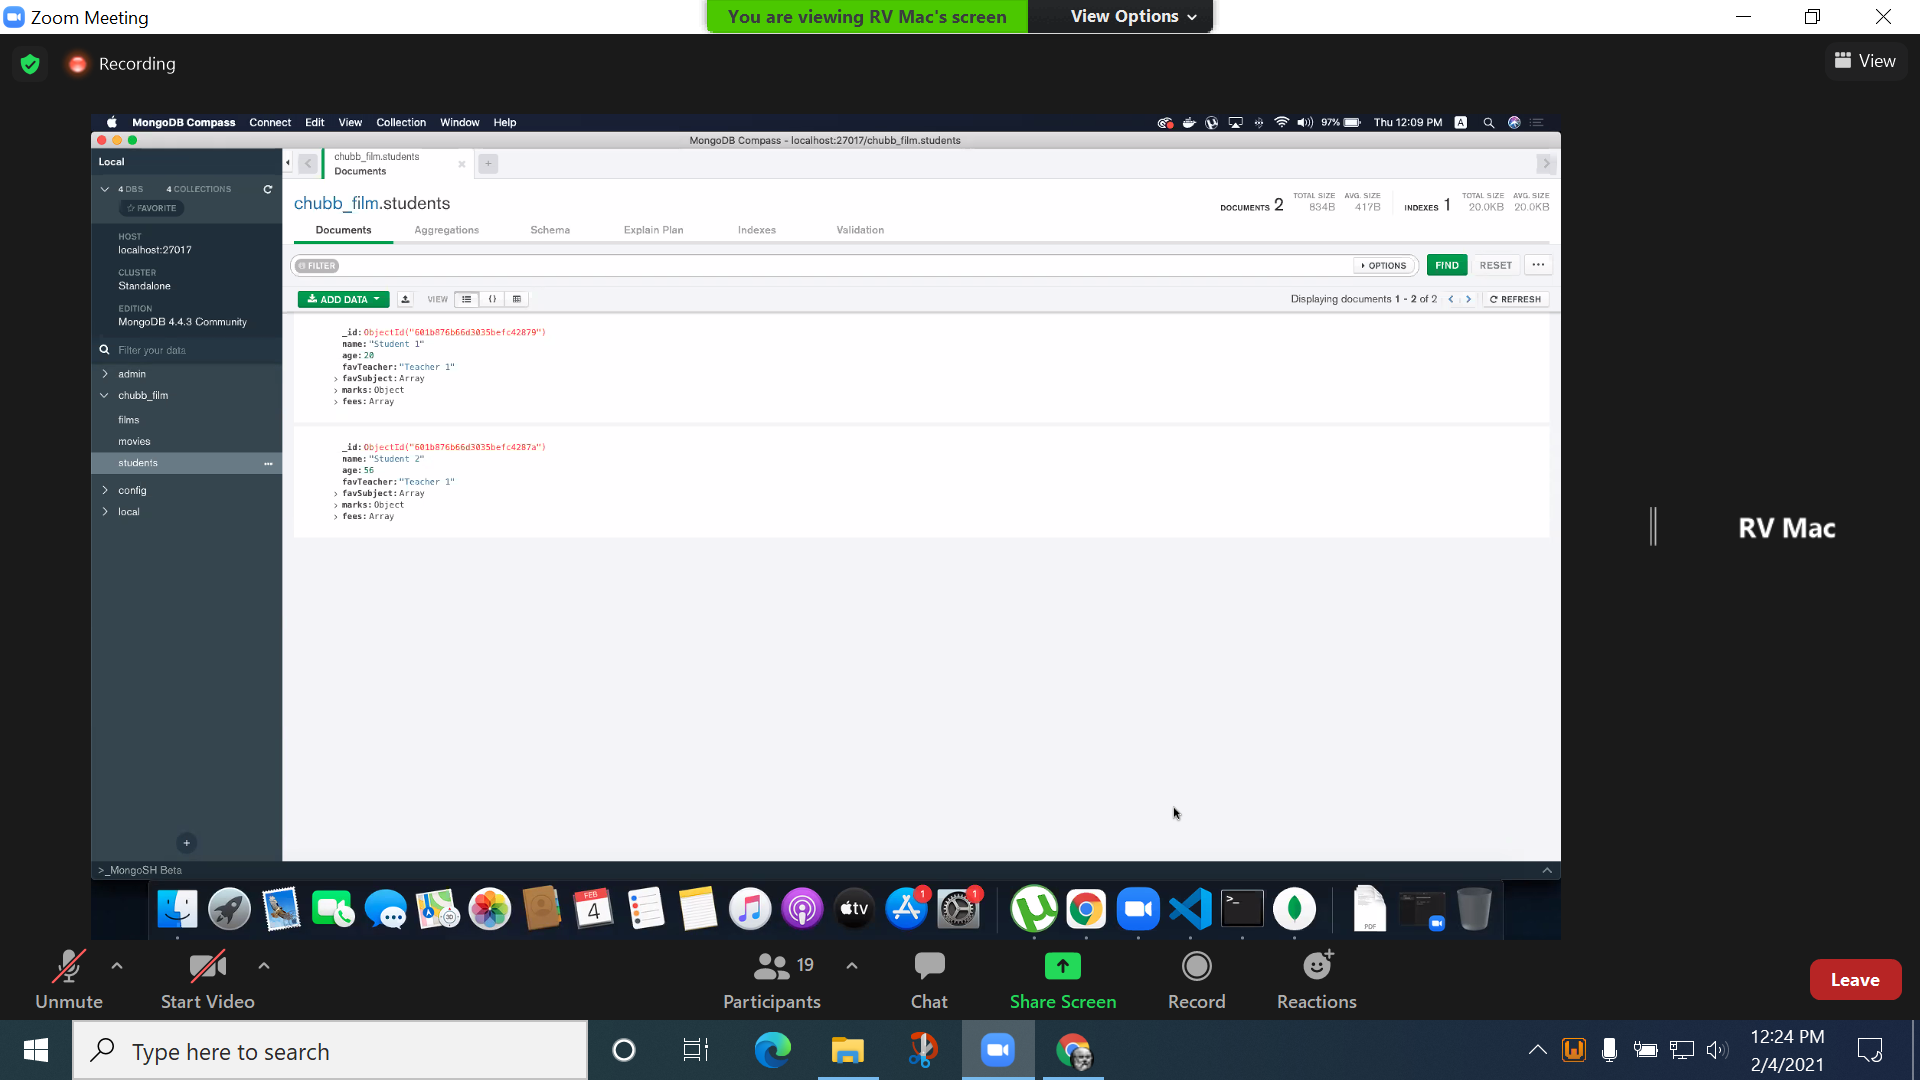 Zoom Meeting
You are viewing RV Mac's screen
View Options
Recording
View
MongoDB Compass Connect Edit View Collection Window Help
97% Thu 12:09 PM A
MongoDB Compass - localhost:27017/chubb_film.students
Local
chubb_film.students
Documents
4 DBS 4 COLLECTIONS
FAVORITE
HOST
localhost:27017
CLUSTER
Standalone
EDITION
MongoDB 4.4.3 Community
Filter your data
admin
chubb_film
films
movies
students
config
local
chubb_film.students
DOCUMENTS 2
TOTAL SIZE
834B
AVG. SIZE
417B
INDEXES 1
TOTAL SIZE
20.0KB
AVG. SIZE
20.0KB
Documents Aggregations Schema Explain Plan Indexes Validation
FILTER
OPTIONS
FIND
RESET
ADD DATA
VIEW
Displaying documents 1 - 2 of 2
REFRESH
_id: ObjectId("601b876b66d3035befc42879")
name: "Student 1"
age: 20
favTeacher: "Teacher 1"
favSubject: Array
marks: Object
fees: Array
_id: ObjectId("601b876b66d3035befc4287a")
name: "Student 2"
age: 56
favTeacher: "Teacher 1"
favSubject: Array
marks: Object
fees: Array
>_MongoSH Beta
RV Mac
FEB
4
3D
tv
1
1
PDF
Unmute
Start Video
19
Participants
Chat
Share Screen
Record
Reactions
Leave
Type here to search
12:24 PM
2/4/2021